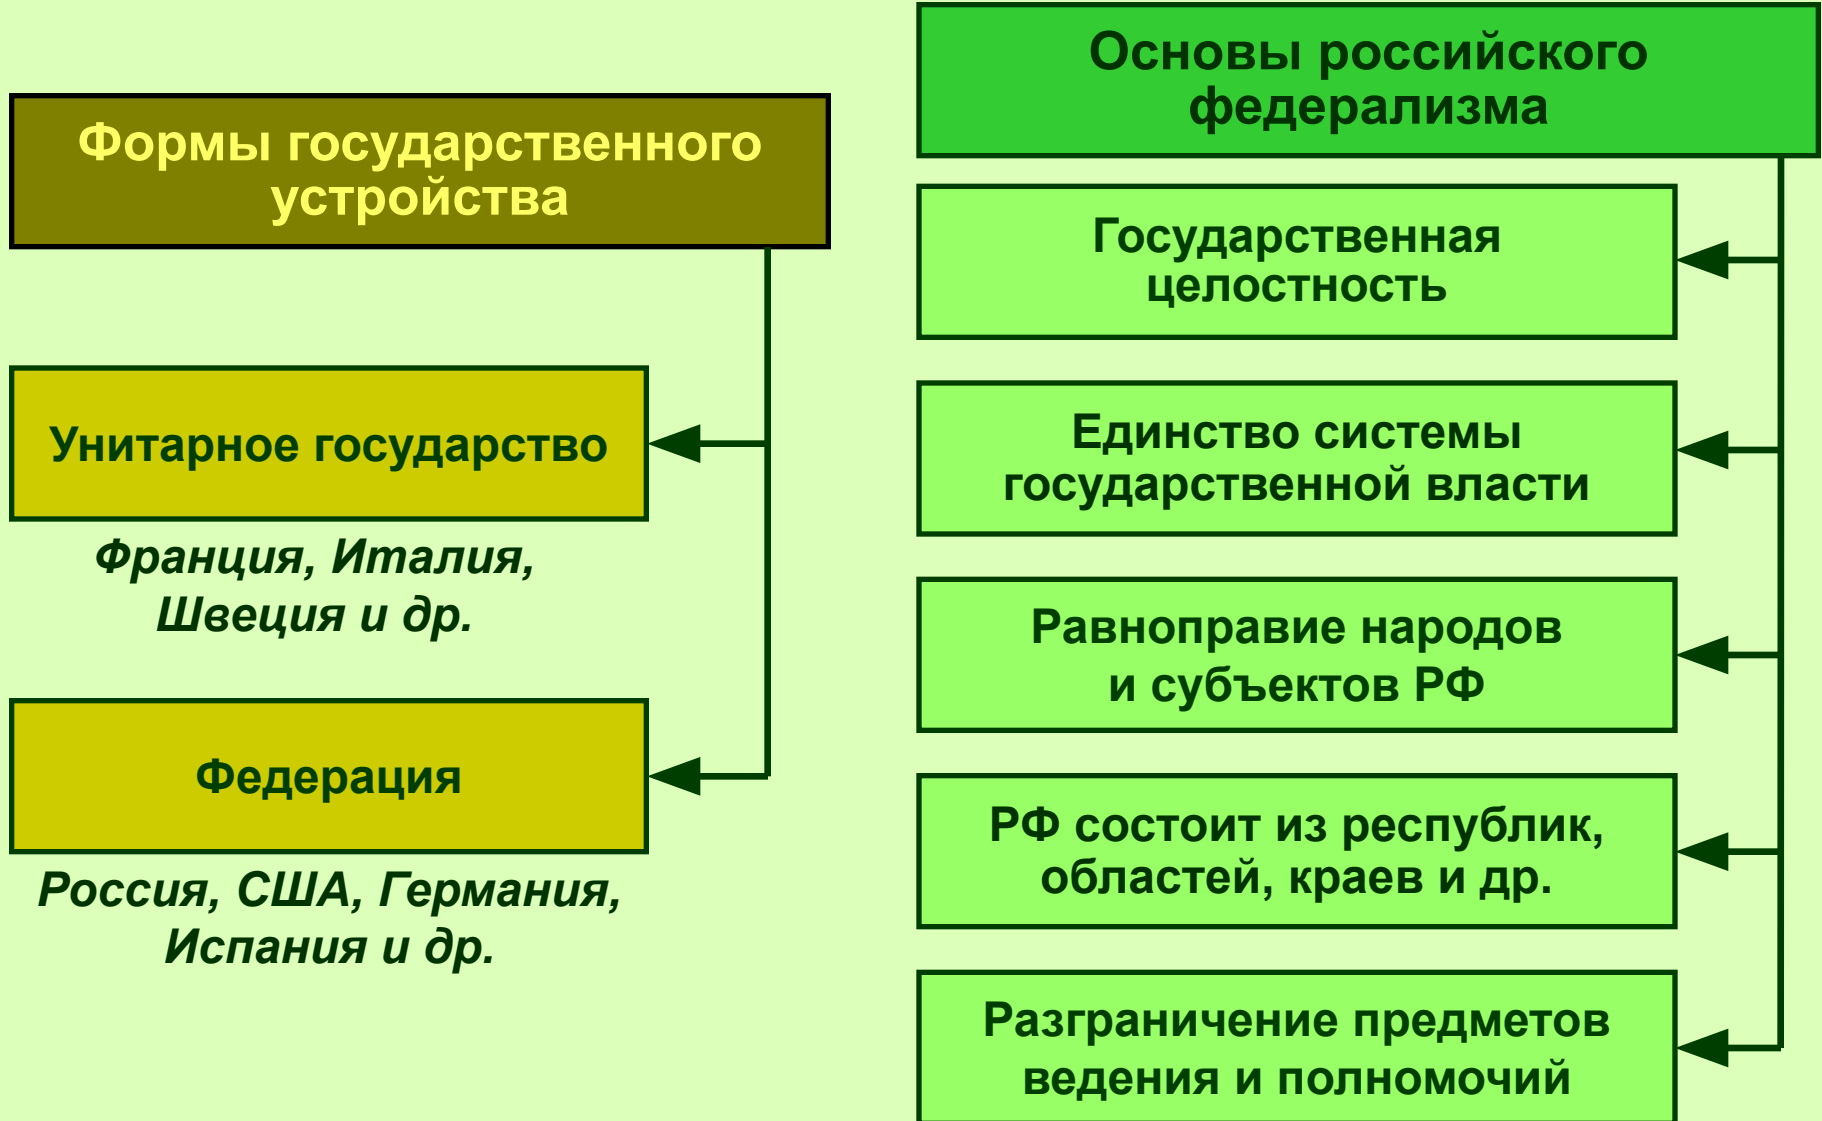 Формы государственного
устройства
Унитарное государство
Франция, Италия,
Швеция и др.
Федерация
Россия, США, Германия,
Испания и др.
Основы российского
федерализма
Государственная
целостность
Единство системы
государственной власти
Равноправие народов
и субъектов РФ
РФ состоит из республик,
областей, краев и др.
Разграничение предметов
ведения и полномочий